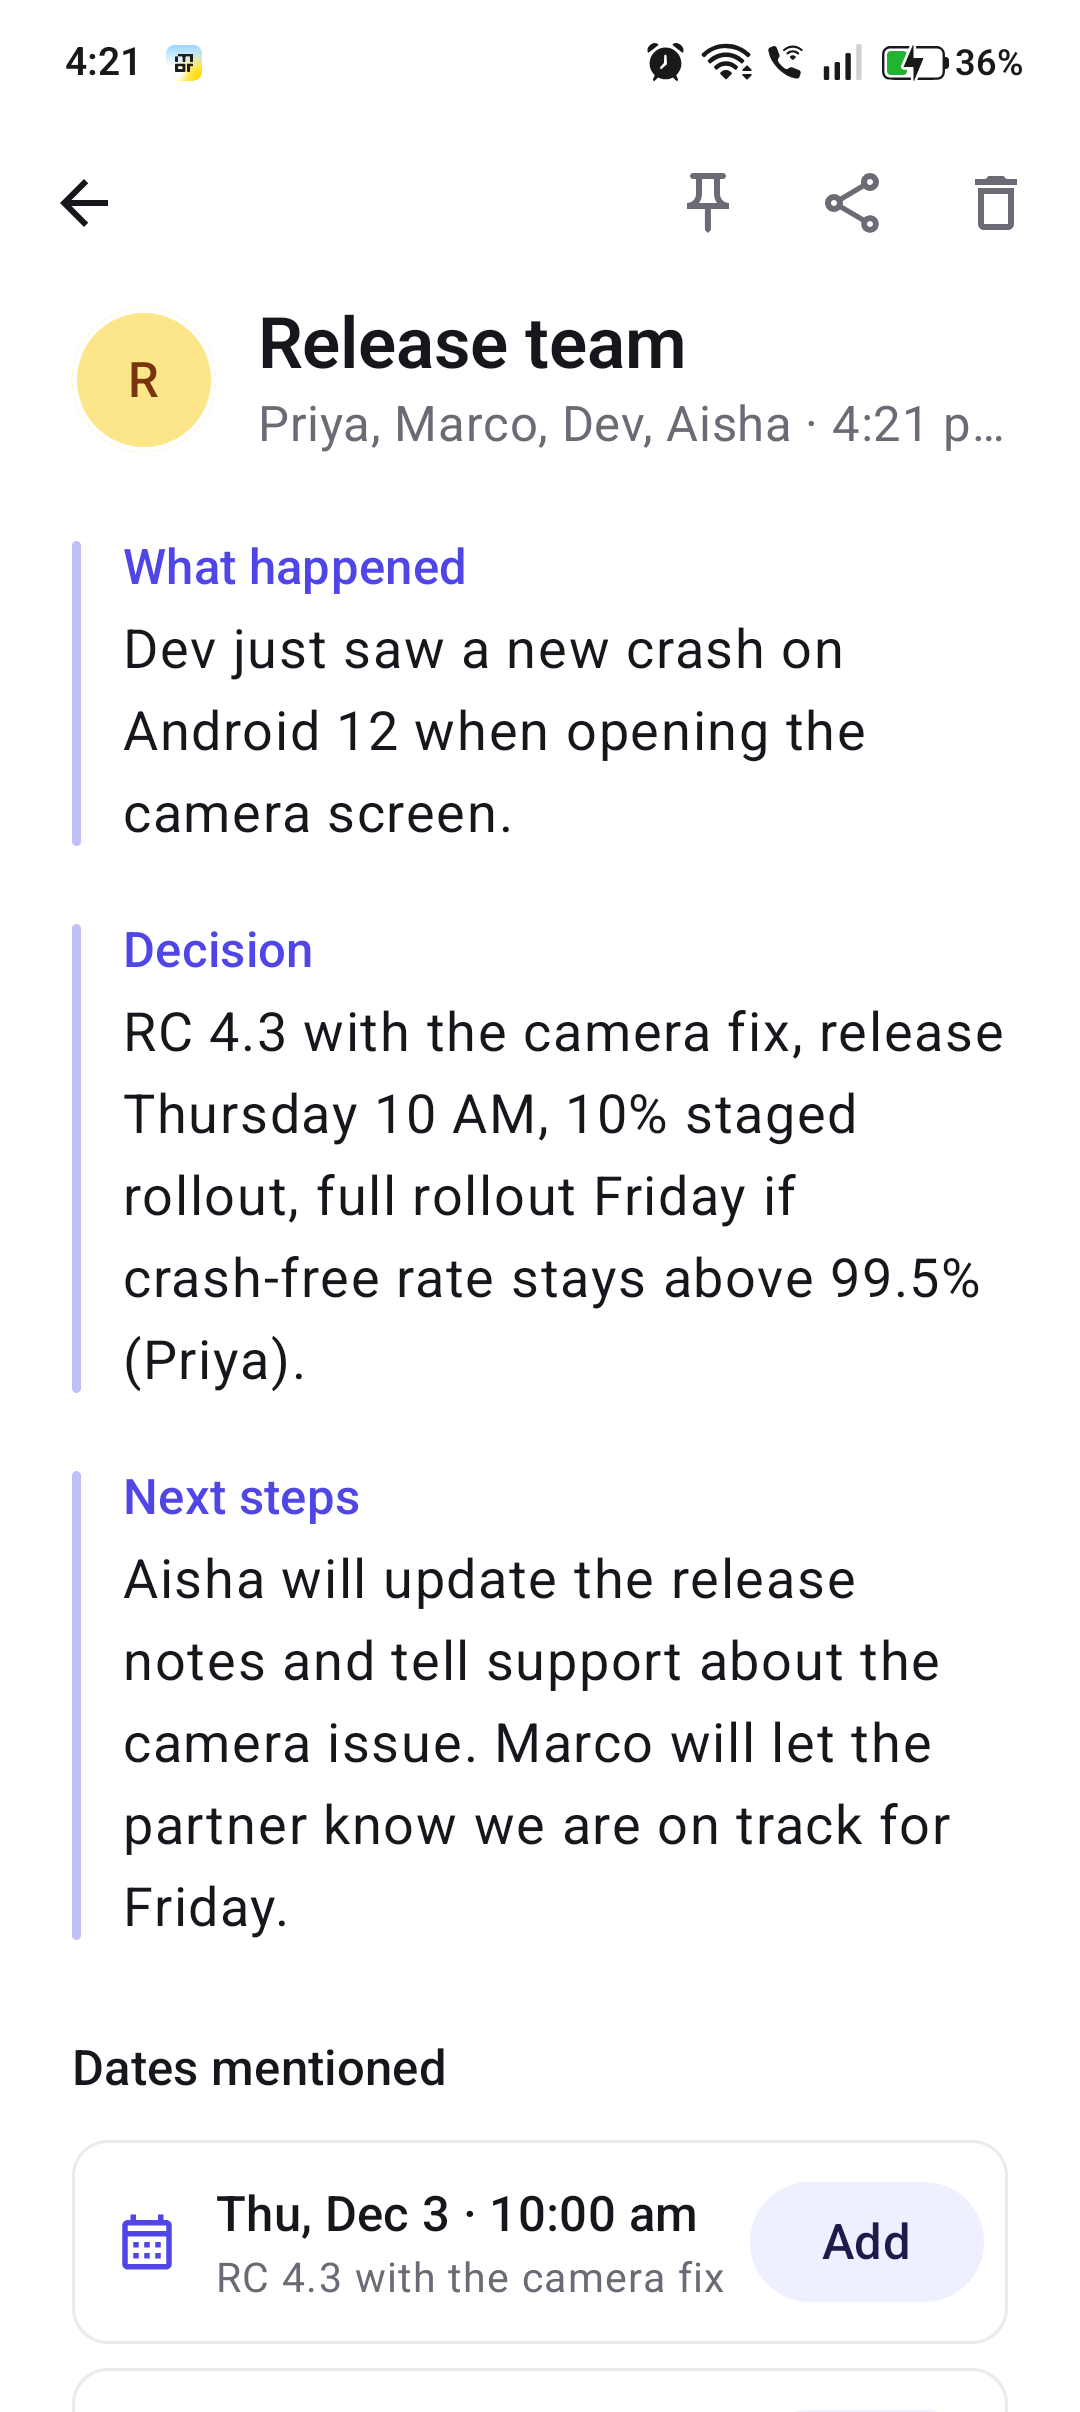 4:21
36%
R
Release team
Priya, Marco, Dev, Aisha · 4:21 p...
What happened
Dev just saw a new crash on
Android 12 when opening the
camera screen.
Decision
RC 4.3 with the camera fix, release
Thursday 10 AM, 10% staged
rollout, full rollout Friday if
crash-free rate stays above 99.5%
(Priya).
Next steps
Aisha will update the release
notes and tell support about the
camera issue. Marco will let the
partner know we are on track for
Friday.
Dates mentioned
Thu, Dec 3 · 10:00 am
RC 4.3 with the camera fix
Add